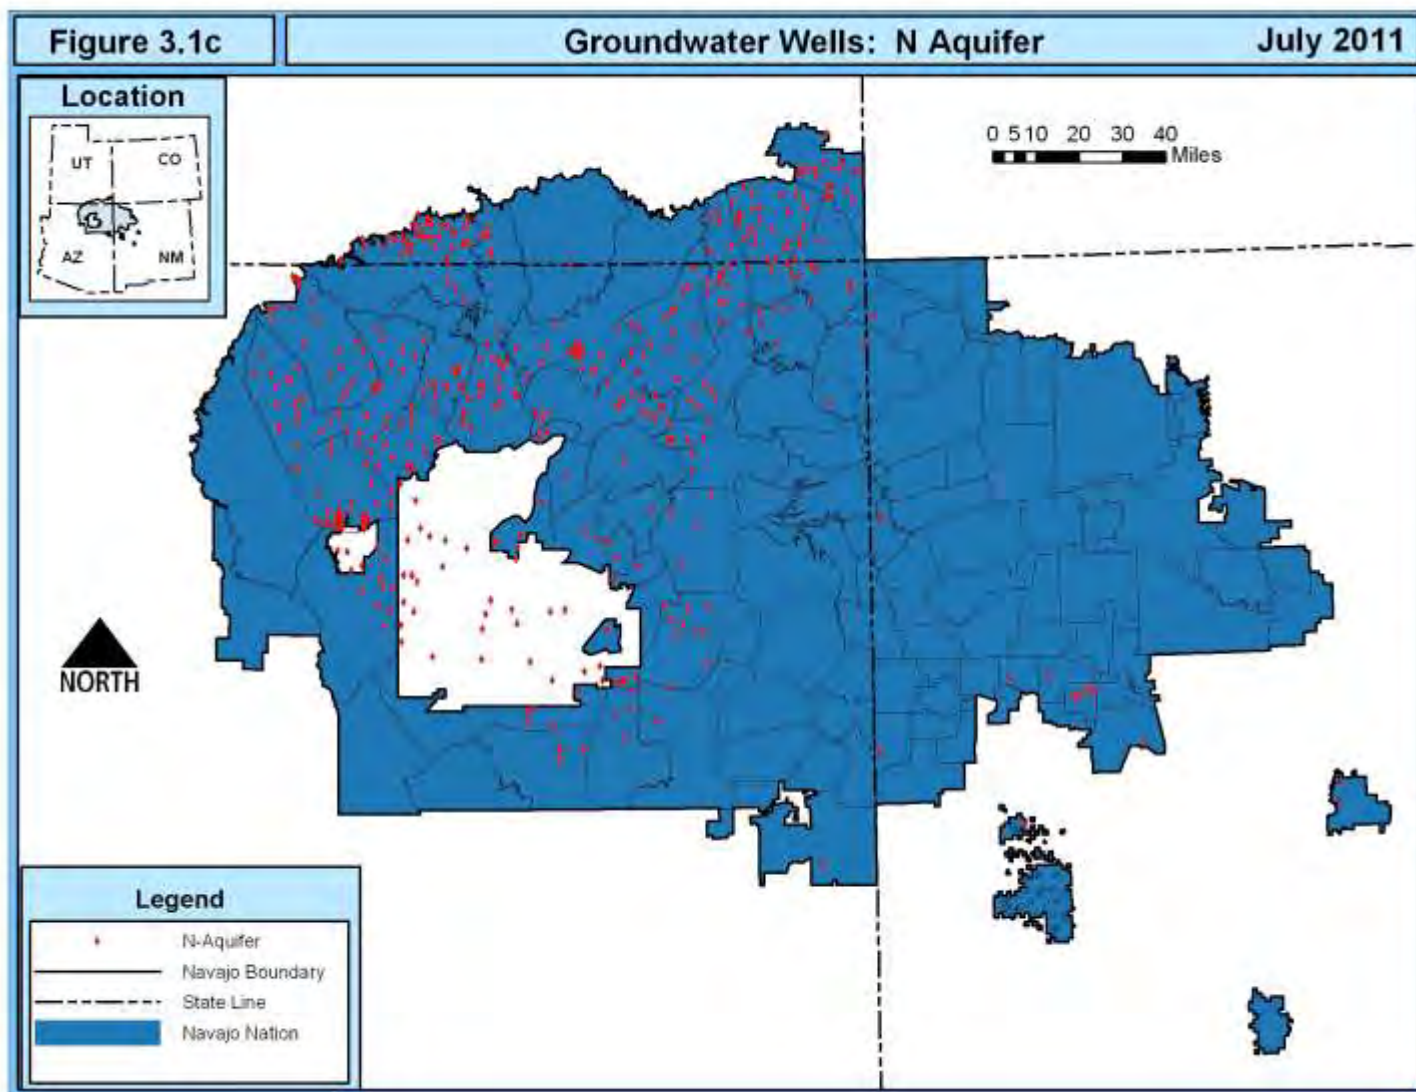 Figure 3.1c
Groundwater Wells: N Aquifer
July 2011
Location
UT
CO
AZ
NM
0 5 10 20 30 40
Miles
NORTH
Legend
N-Aquifer
Navajo Boundary
State Line
Navajo Nation